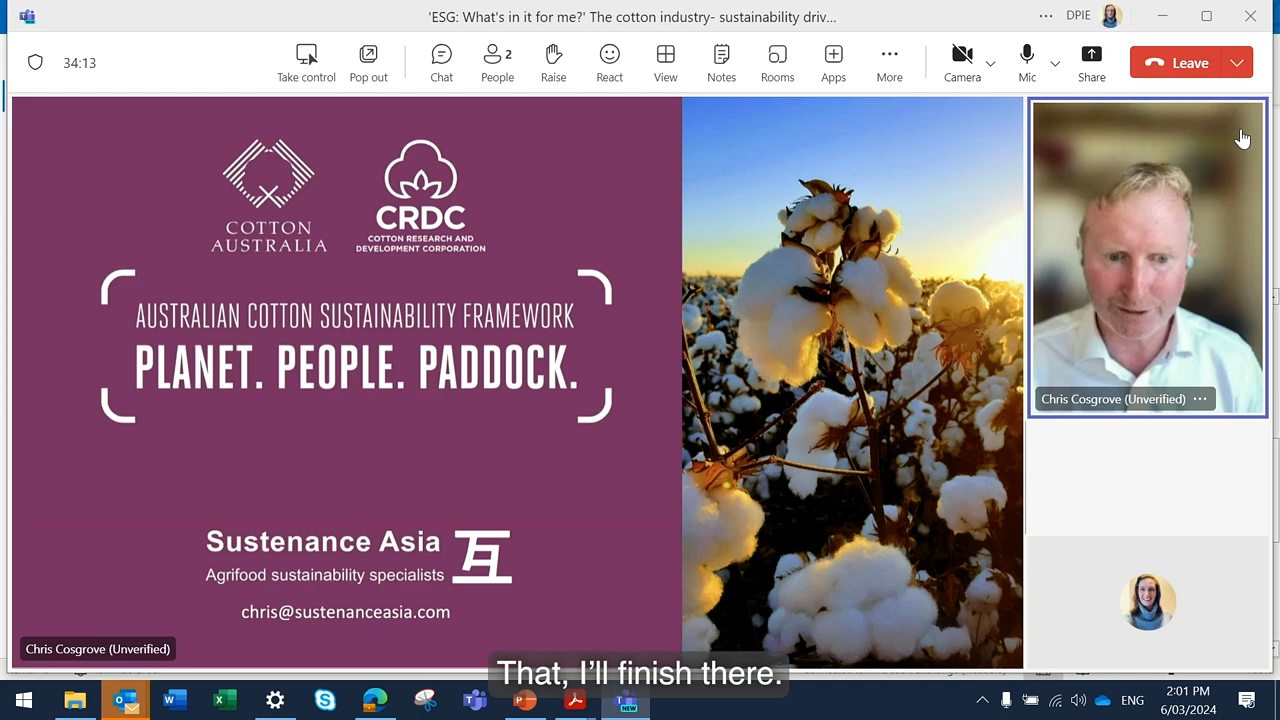 'ESG: What's in it for me?' The cotton industry- sustainability driv...
DPIE
34:13
Take control
Pop out
Chat
2
People
Raise
React
View
Notes
Rooms
Apps
More
Camera
Mic
Share
Leave
COTTON
AUSTRALIA
CRDC
COTTON RESEARCH AND
DEVELOPMENT CORPORATION
AUSTRALIAN COTTON SUSTAINABILITY FRAMEWORK
PLANET. PEOPLE. PADDOCK.
Sustenance Asia 互
Agrifood sustainability specialists
chris@sustenanceasia.com
Chris Cosgrove (Unverified)
Chris Cosgrove (Unverified)
That, I'll finish there.
NEW
ENG
2:01 PM
6/03/2024